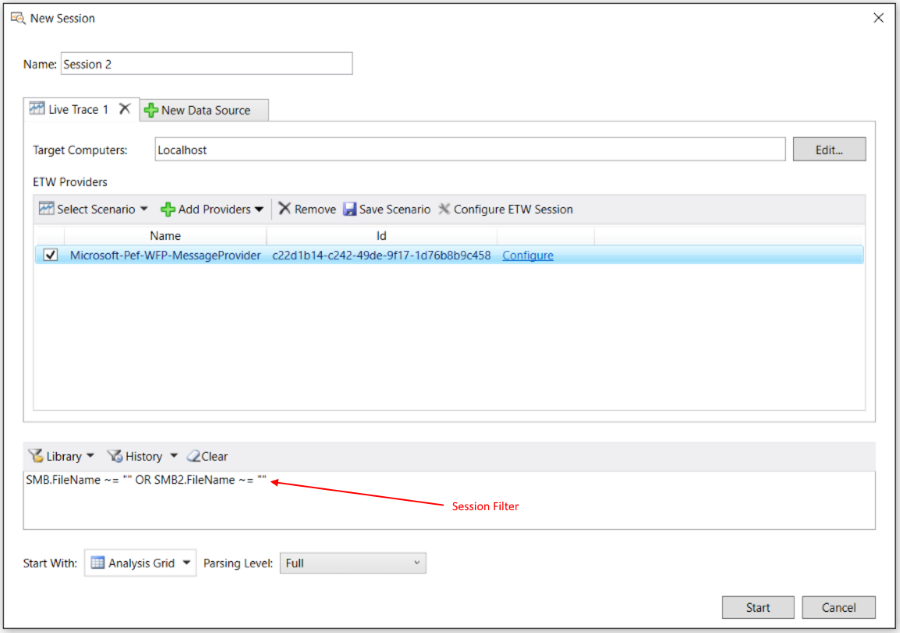 New Session
Name: Session 2
Live Trace 1 New Data Source
Target Computers: Localhost Edit...
ETW Providers
Select Scenario Add Providers Remove Save Scenario Configure ETW Session
Name Id
Microsoft-Pef-WFP-MessageProvider c22d1b14-c242-49de-9f17-1d76b8b9c458 Configure
Library History Clear
SMB.FileName ~= "" OR SMB2.FileName ~= ""
Session Filter
Start With: Analysis Grid Parsing Level: Full
Start Cancel